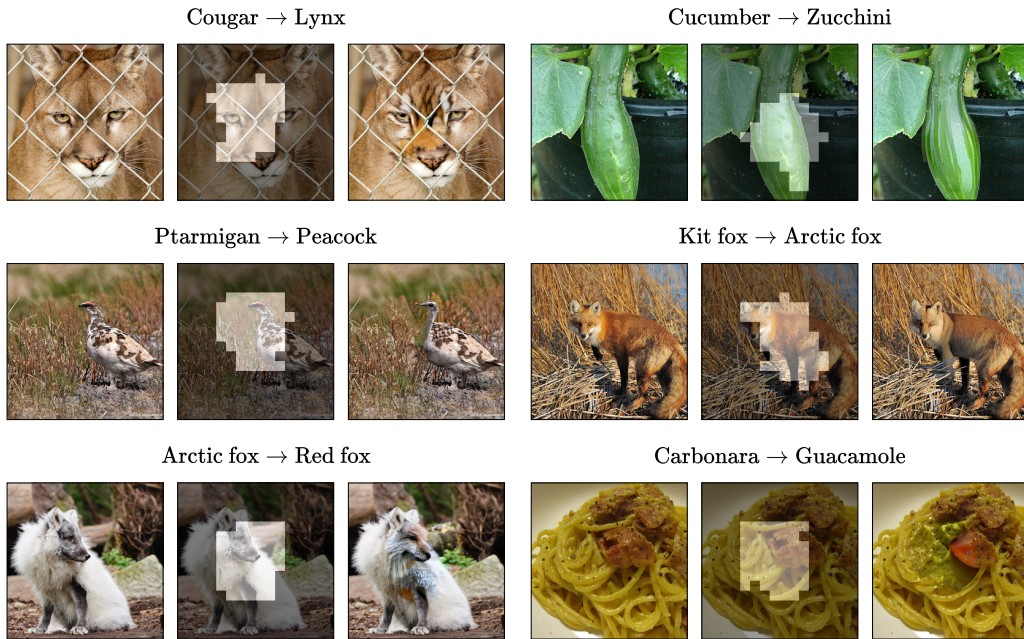 Cougar → Lynx
Cucumber → Zucchini
Ptarmigan → Peacock
Kit fox → Arctic fox
Arctic fox → Red fox
Carbonara → Guacamole